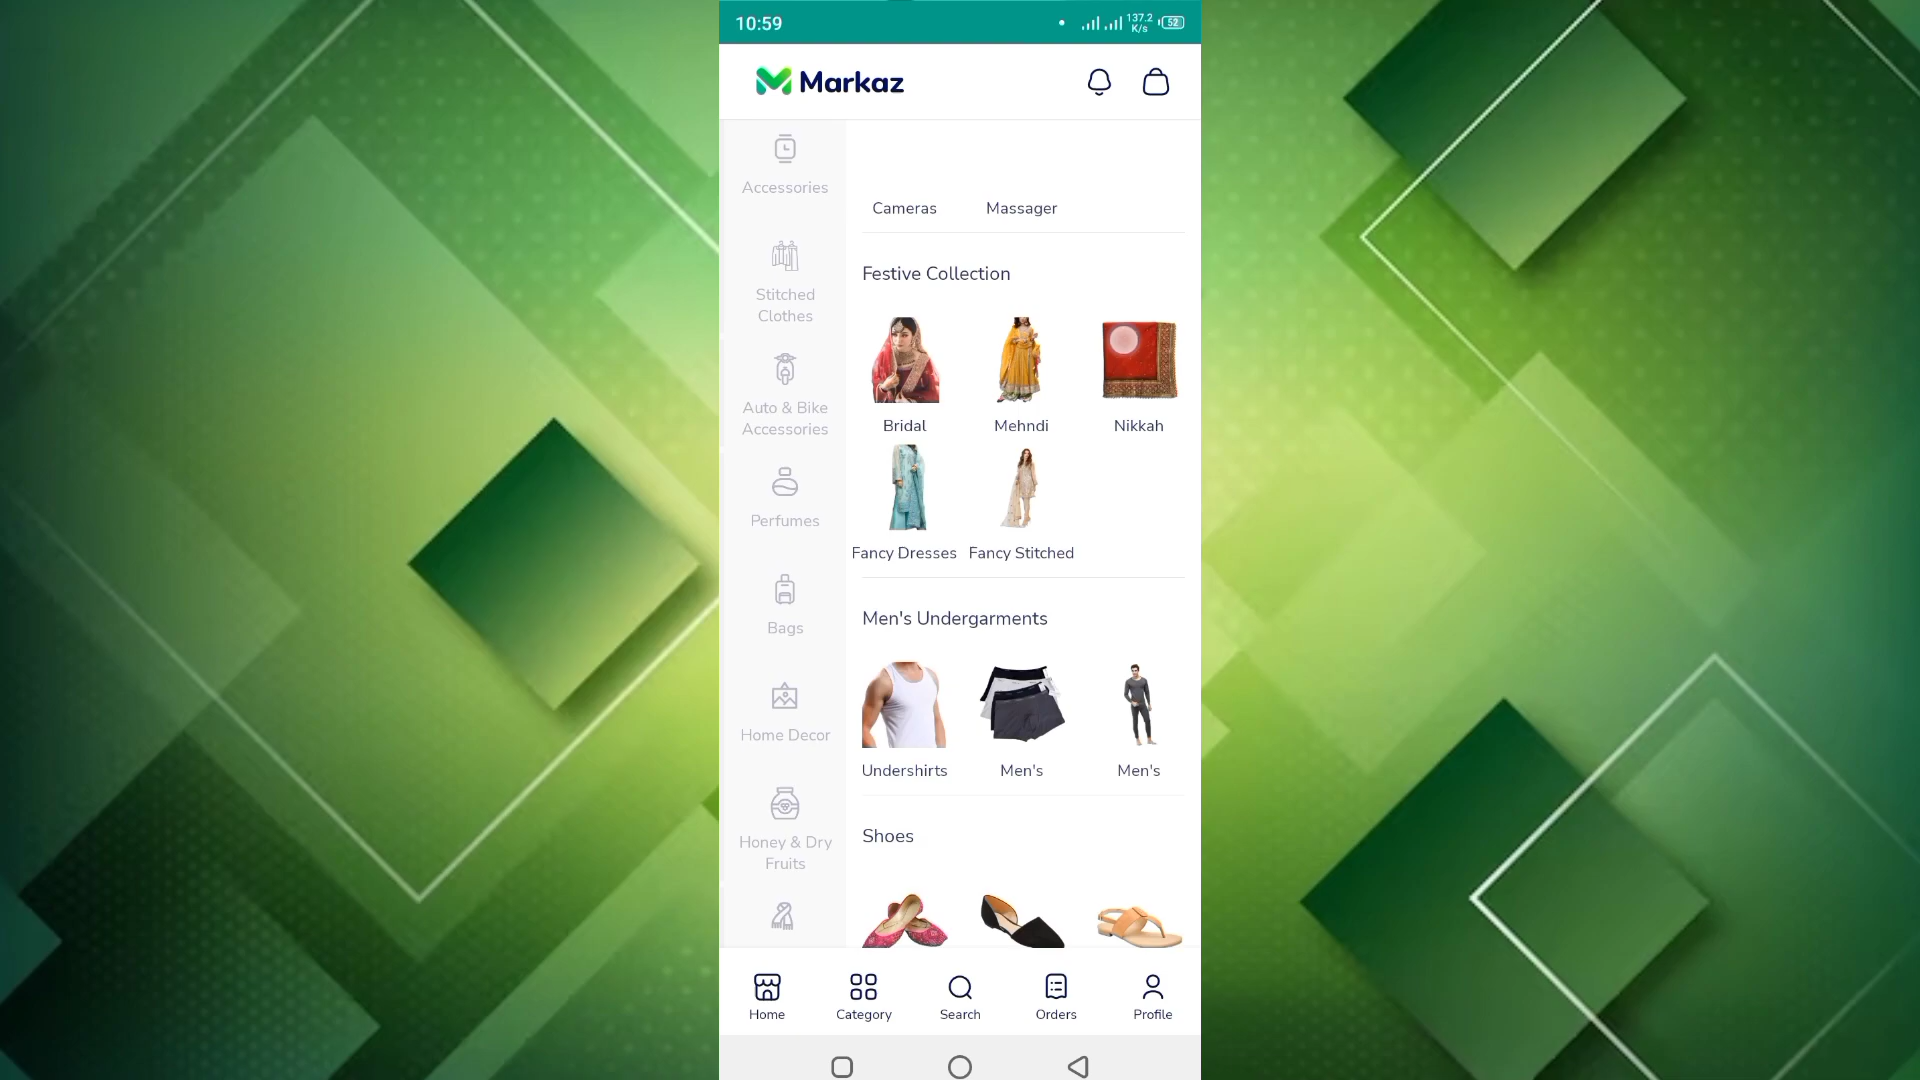 10:59
137.2
K/s
52
Markaz
Accessories
Stitched
Clothes
Auto & Bike
Accessories
Perfumes
Bags
Home Decor
Honey & Dry
Fruits
Cameras Massager
Festive Collection
Bridal Mehndi Nikkah
Fancy Dresses Fancy Stitched
Men's Undergarments
Undershirts Men's Men's
Shoes
Home Category Search Orders Profile